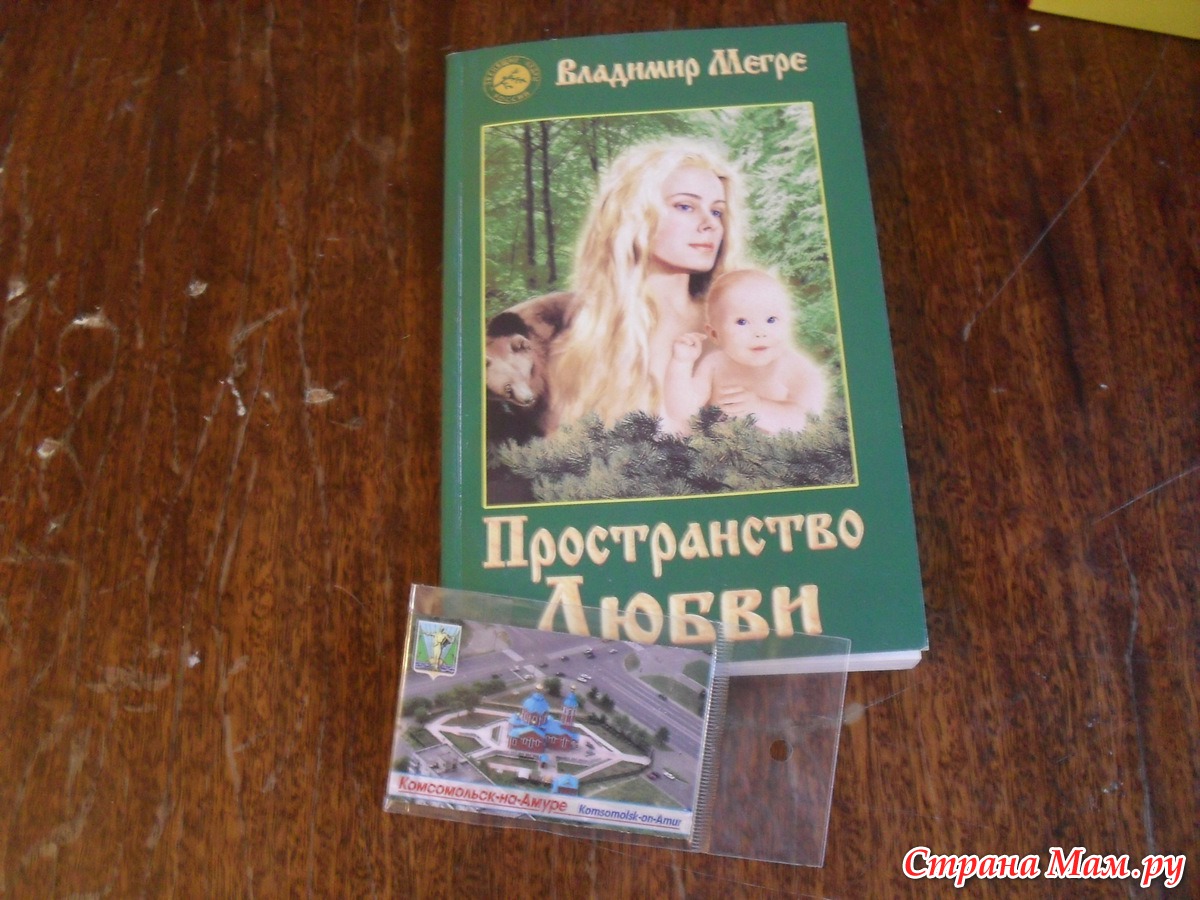 Владимир Мегре
Пространство
Любви
Комсомольск-на-Амуре
Komsomolsk-on-Amur
Страна Мам.ру